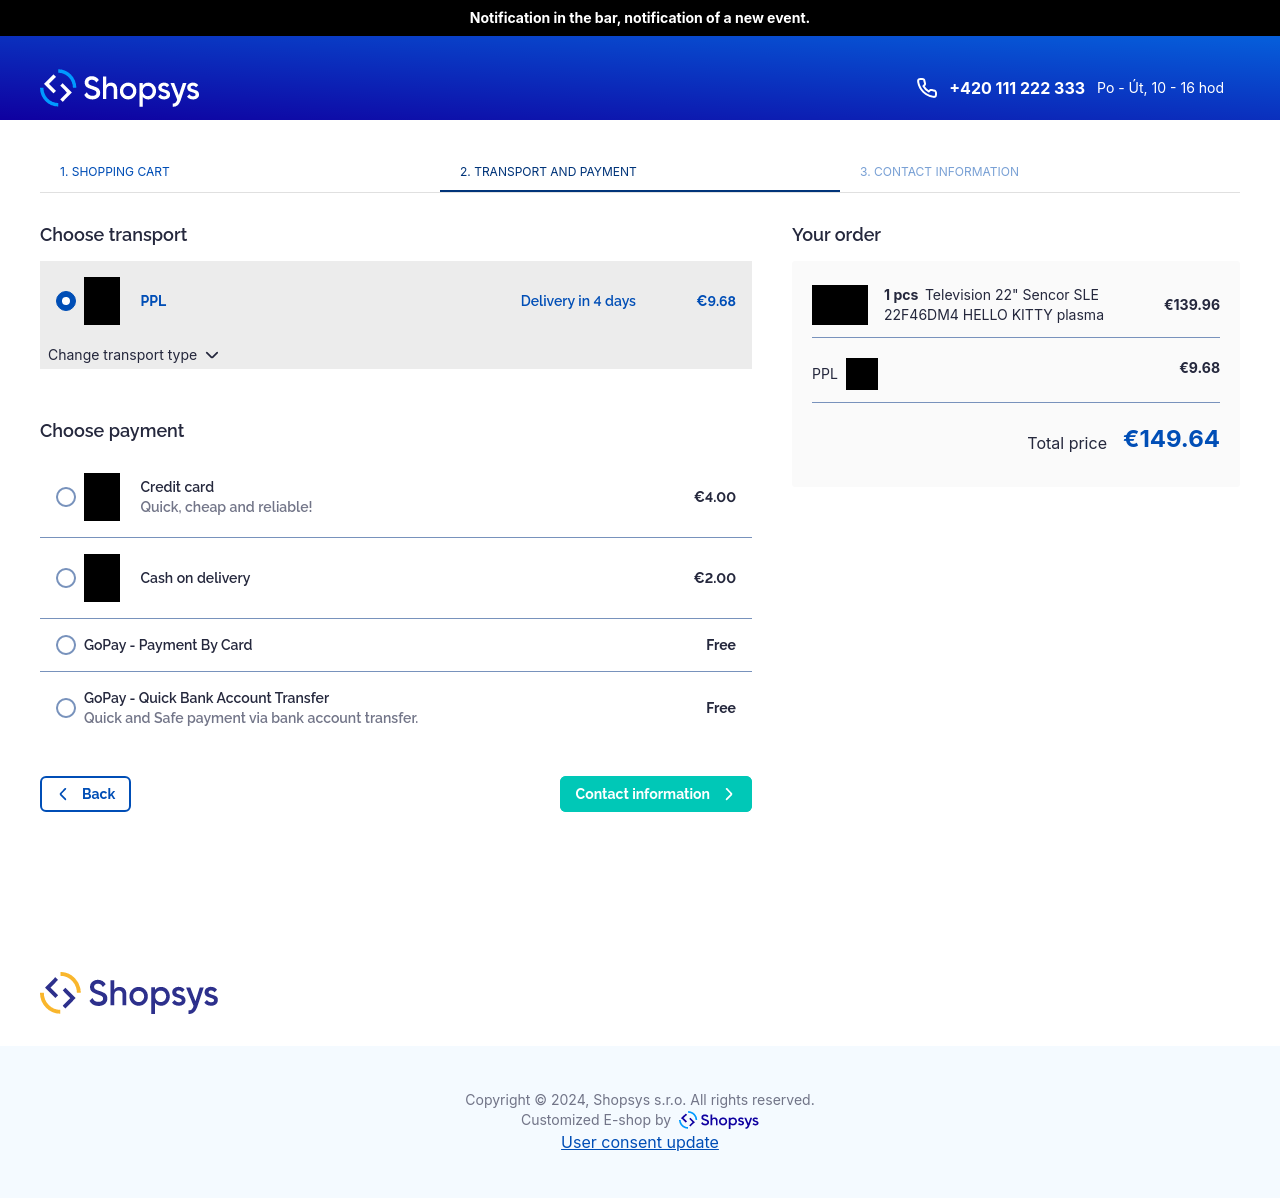 Notification in the bar, notification of a new event.
Shopsys
+420 111 222 333 Po - Út, 10 - 16 hod
1. SHOPPING CART
2. TRANSPORT AND PAYMENT
3. CONTACT INFORMATION
Choose transport
PPL Delivery in 4 days €9.68
Change transport type
Choose payment
Credit card €4.00
Quick, cheap and reliable!
Cash on delivery €2.00
GoPay - Payment By Card Free
GoPay - Quick Bank Account Transfer Free
Quick and Safe payment via bank account transfer.
Back
Contact information
Your order
1 pcs Television 22" Sencor SLE
22F46DM4 HELLO KITTY plasma €139.96
PPL €9.68
Total price €149.64
Shopsys
Copyright © 2024, Shopsys s.r.o. All rights reserved.
Customized E-shop by Shopsys
User consent update